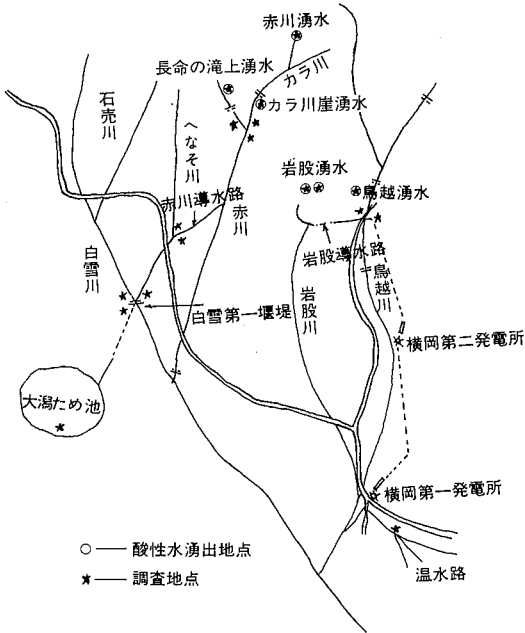 赤川湧水
長命の滝上湧水
カラ川
カラ川崖湧水
石売川
へなそ川
岩股湧水
鳥越湧水
赤川導水路
赤川
岩股導水路
白雪川
岩股川
鳥越川
白雪第一堰堤
横岡第二発電所
大潟ため池
横岡第一発電所
酸性水湧出地点
調査地点
温水路